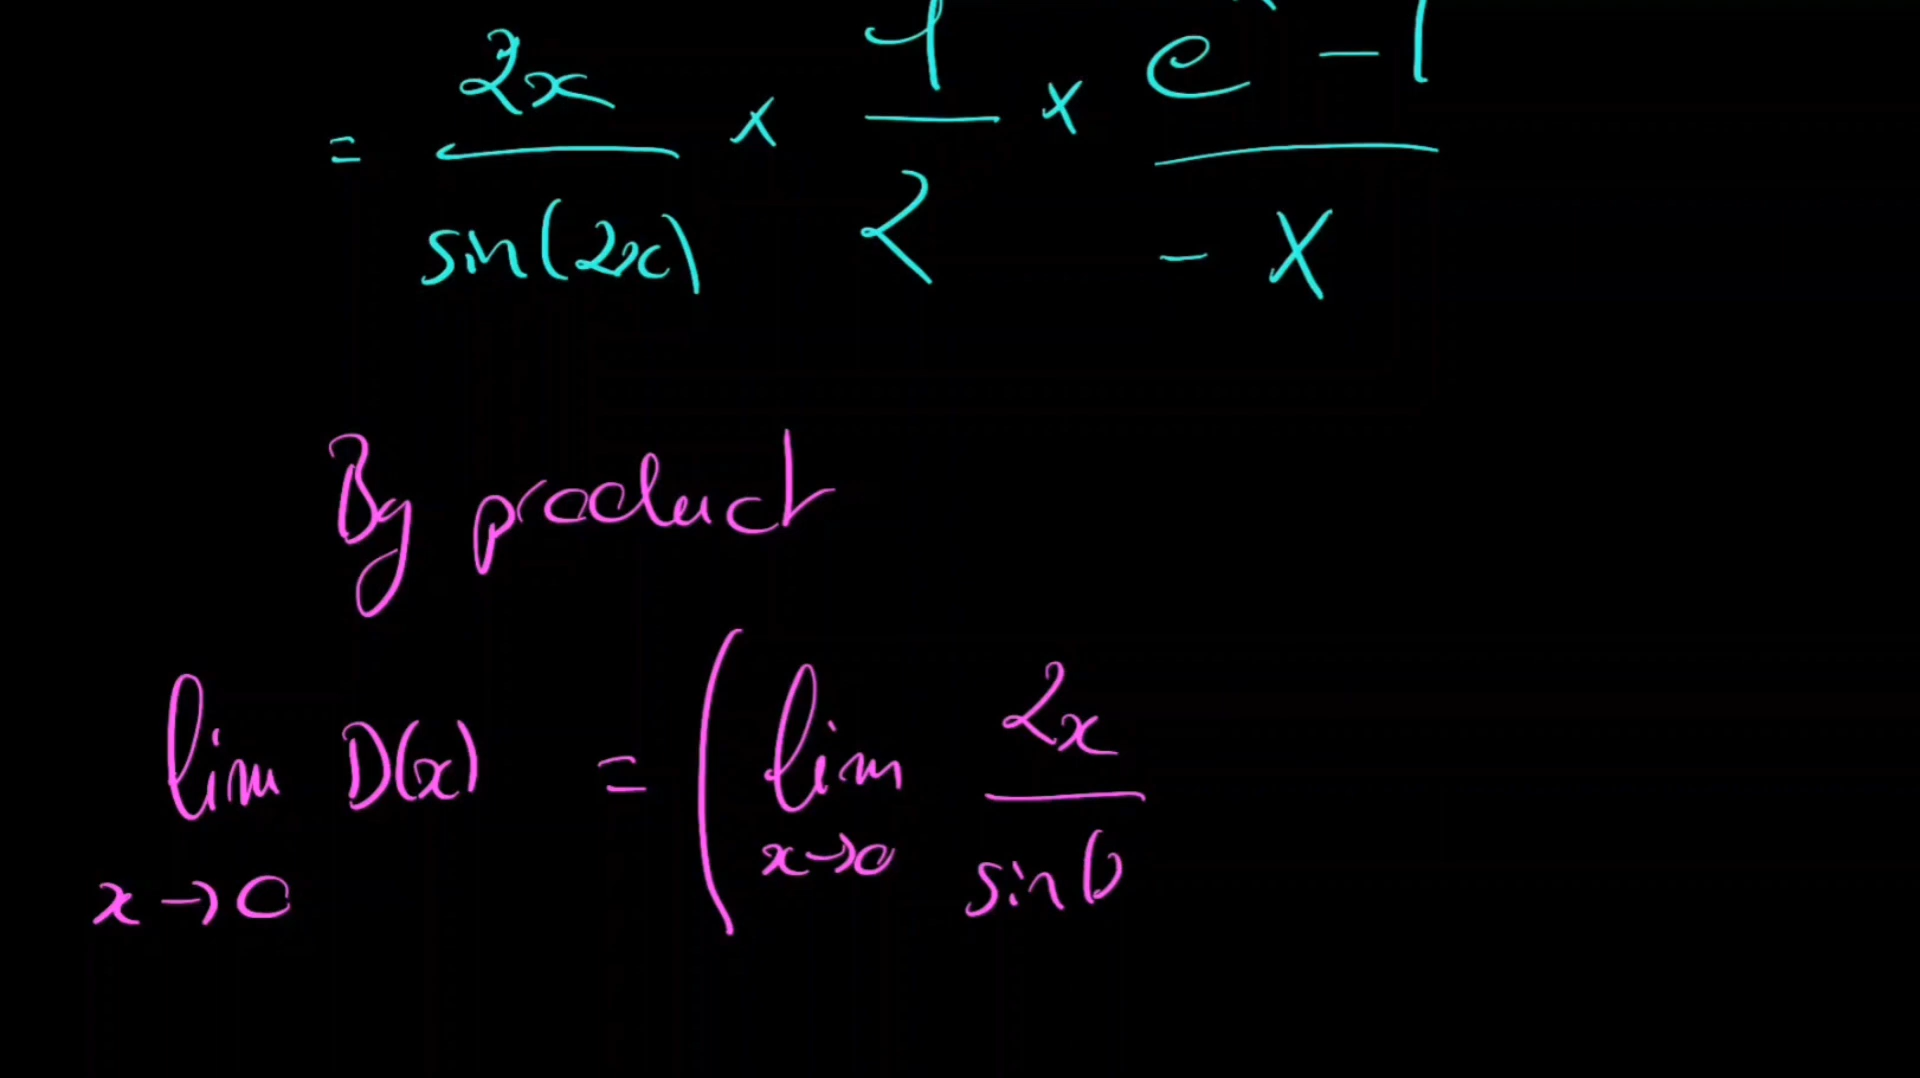 = 2x/sin(2x) × 1/2 × e - 1/- x
By product
lim x→0 D(x) = ( lim x→0 2x/sin(